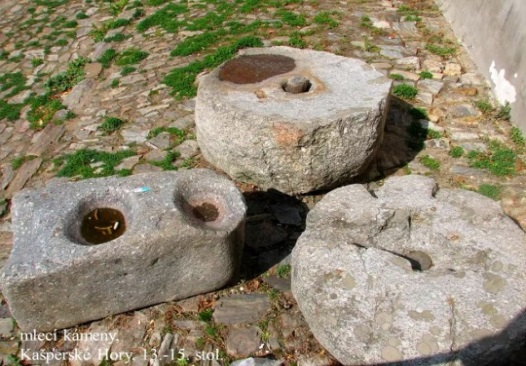 mlecí kameny,
Kašperské Hory, 13.-15. stol.